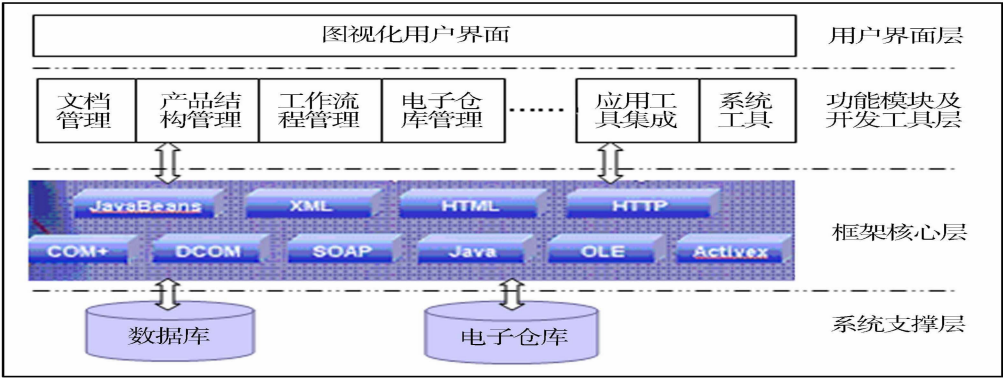 图视化用户界面 用户界面层
文档 产品结 工作流 电子仓 应用工 系统 功能模块及
管理 构管理 程管理 库管理 …… 具集成 工具 开发工具层
JavaBeans XML HTML HTTP
框架核心层
COM+ DCOM SOAP Java OLE Activex
数据库 电子仓库 系统支撑层